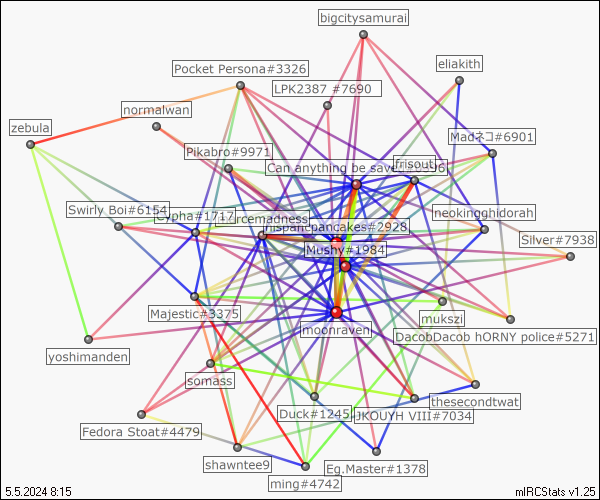 bigcitysamurai
eliakith
Pocket Persona#3326
LPK2387 #7690
normalwan
zebula
Madネコ#6901
Pikabro#9971
frisout
Can anything be save
Swirly Boi#6154
Cypha#1717
neokingghidorah
hispanicpancakes#2928
Silver#7938
Mushy#1984
Majestic#3375
mukszi
moonraven
DacobDacob hORNY police#5271
yoshimanden
somass
thesecondtwat
Duck#1245
JKOUYH VIII#7034
Fedora Stoat#4479
shawntee9
Eg.Master#1378
ming#4742
5.5.2024 8:15
mIRCStats v1.25